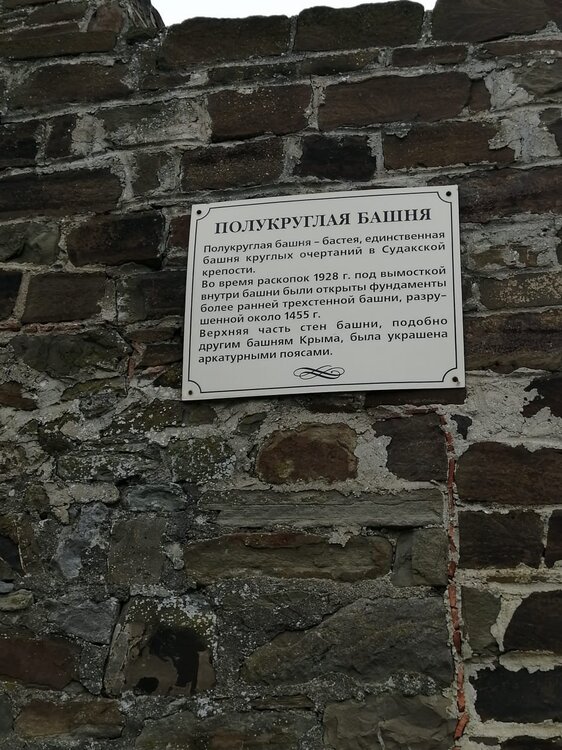 ПОЛУКРУГЛАЯ БАШНЯ
Полукруглая башня – бастея, единственная
башня круглых очертаний в Судакской
крепости.
Во время раскопок 1928 г. под вымосткой
внутри башни были открыты фундаменты
более ранней трехстенной башни, разру-
шенной около 1455 г.
Верхняя часть стен башни, подобно
другим башням Крыма, была украшена
аркатурными поясами.